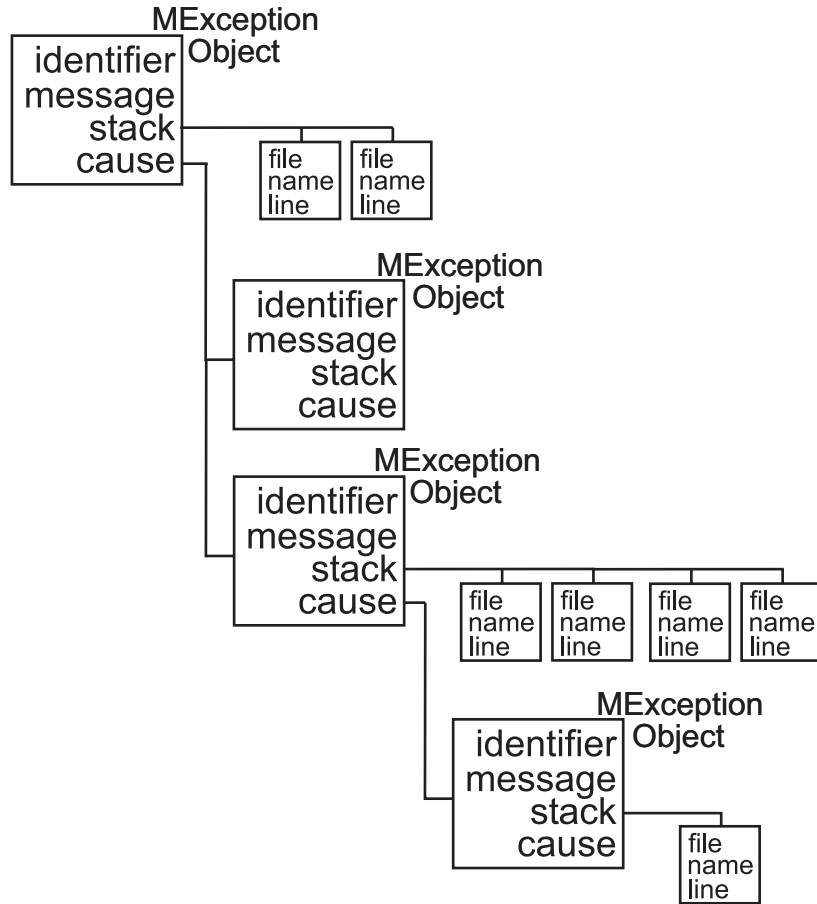 MException
Object
identifier
message
stack
cause
file
name
line
file
name
line
MException
Object
identifier
message
stack
cause
MException
Object
identifier
message
stack
cause
file
name
line
file
name
line
file
name
line
file
name
line
MException
Object
identifier
message
stack
cause
file
name
line